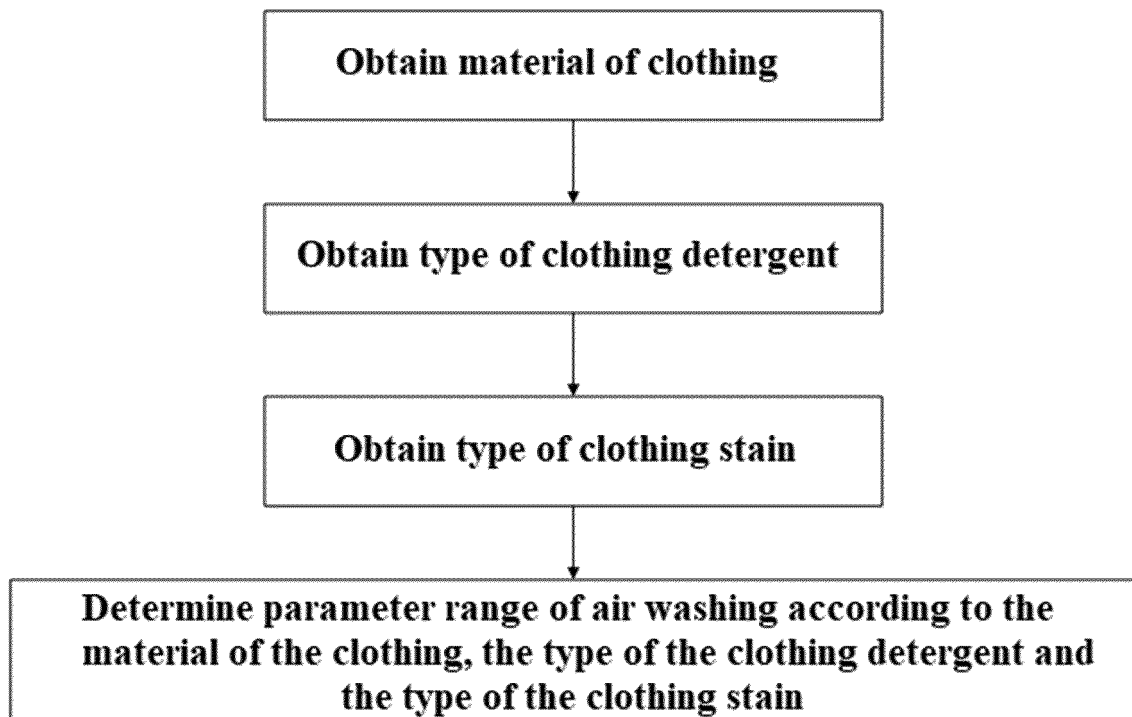 Obtain material of clothing
Obtain type of clothing detergent
Obtain type of clothing stain
Determine parameter range of air washing according to the
material of the clothing, the type of the clothing detergent and
the type of the clothing stain